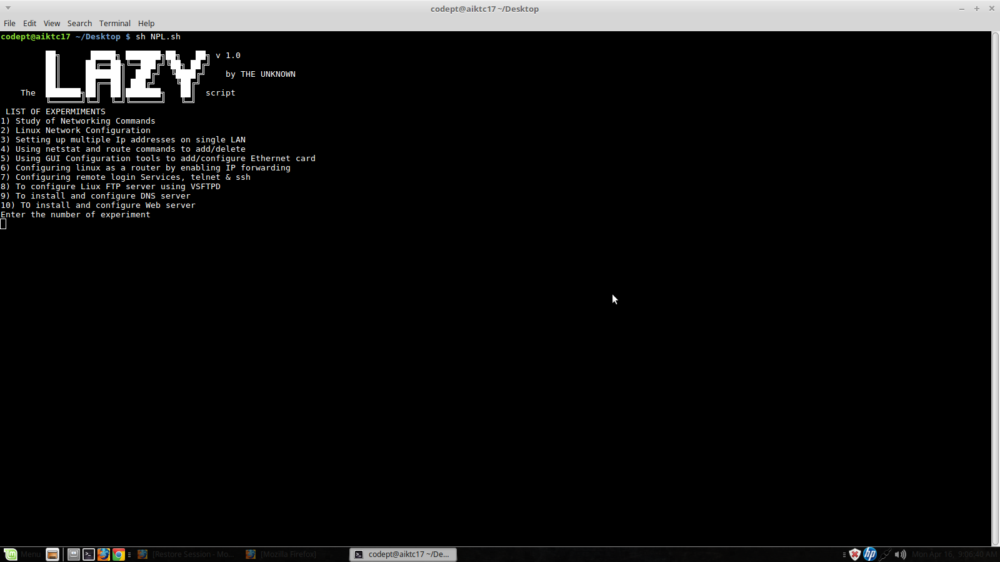 codept@aiktc17 ~/Desktop
File Edit View Search Terminal Help
codept@aiktc17 ~/Desktop $ sh NPL.sh
LAZY v 1.0
by THE UNKNOWN
The script
LIST OF EXPERMIMENTS
1) Study of Networking Commands
2) Linux Network Configuration
3) Setting up multiple Ip addresses on single LAN
4) Using netstat and route commands to add/delete
5) Using GUI Configuration tools to add/configure Ethernet card
6) Configuring linux as a router by enabling IP forwarding
7) Configuring remote login Services, telnet & ssh
8) To configure Liux FTP server using VSFTPD
9) To install and configure DNS server
10) TO install and configure Web server
Enter the number of experiment
Menu [Restore Session - Mo... [Mozilla Firefox] codept@aiktc17 ~/De... hp Mon Apr 16, 9:06:40 AM